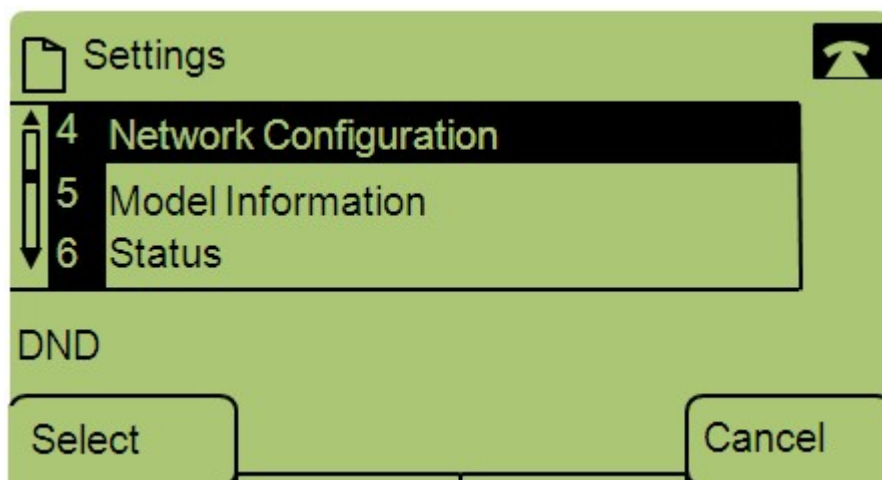 Settings
4 Network Configuration
5 Model Information
6 Status
DND
Select Cancel